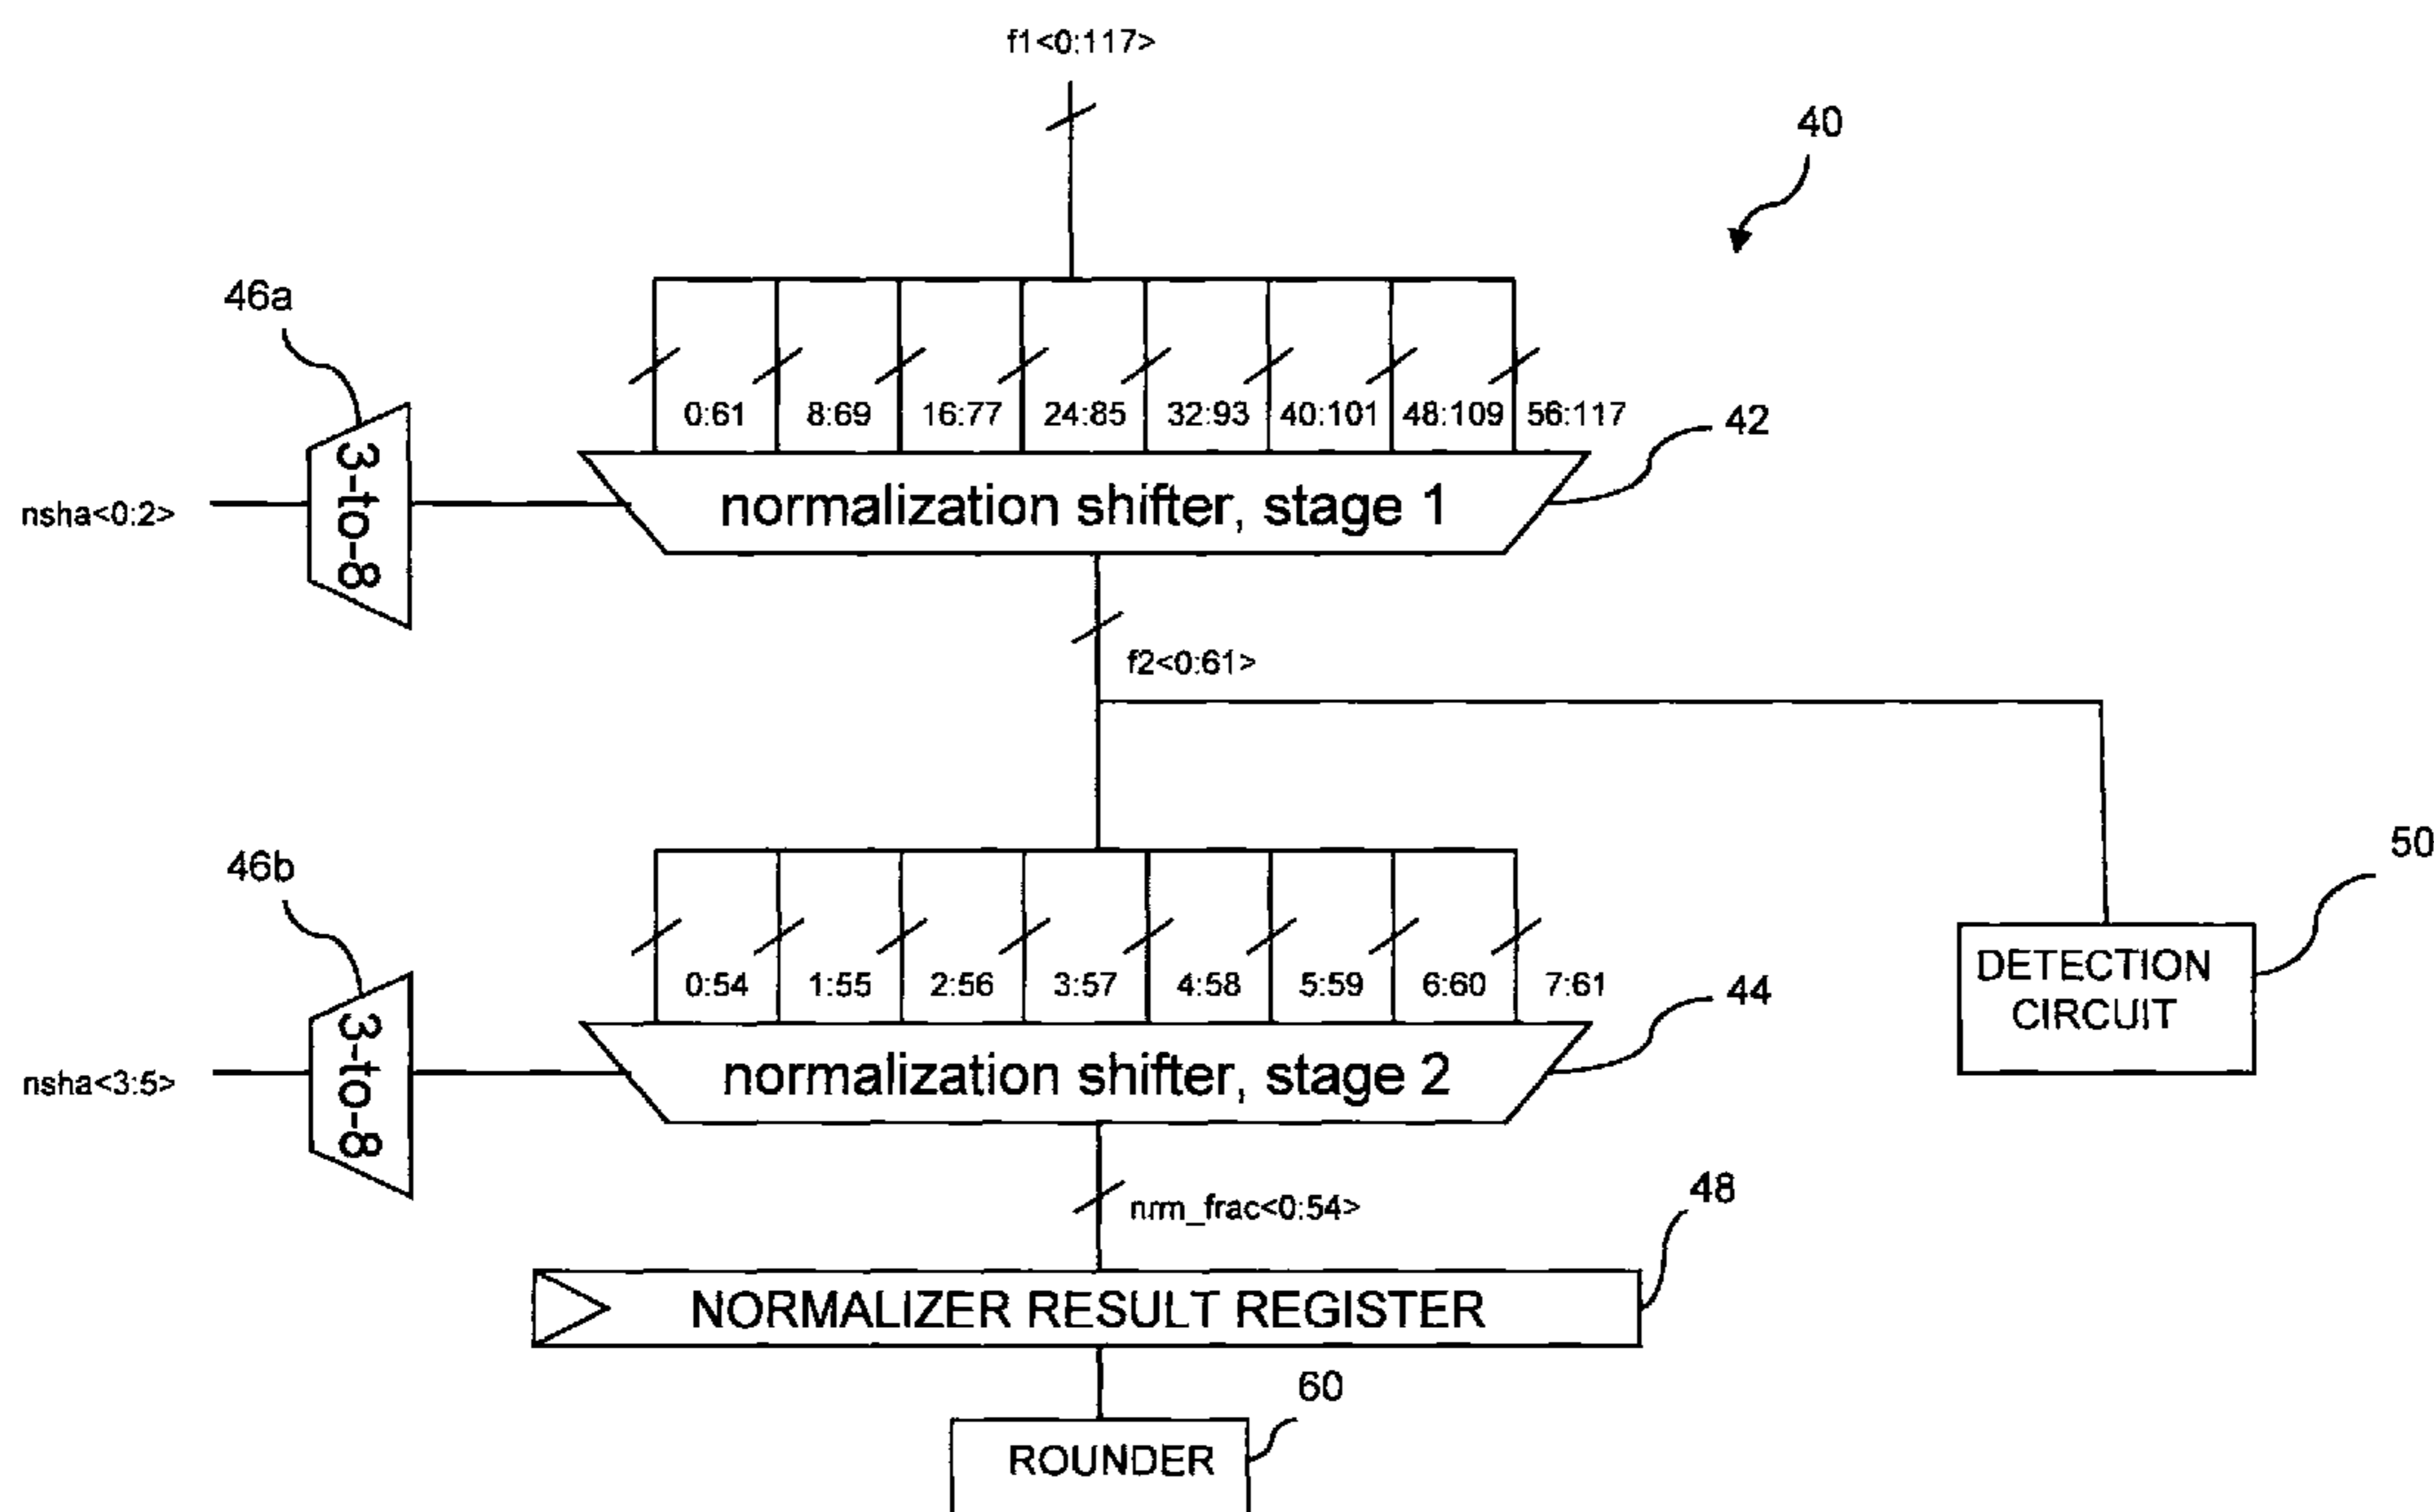 f1<0:117>
40
46a
0:61 8:69 16:77 24:85 32:93 40:101 48:109 56:117
42
3-to-8
normalization shifter, stage 1
nsha<0:2>
f2<0:61>
50
46b
DETECTION
CIRCUIT
0:54 1:55 2:56 3:57 4:58 5:59 6:60 7:61
44
3-to-8
normalization shifter, stage 2
nsha<3:5>
48
nrm_frac<0:54>
NORMALIZER RESULT REGISTER
60
ROUNDER